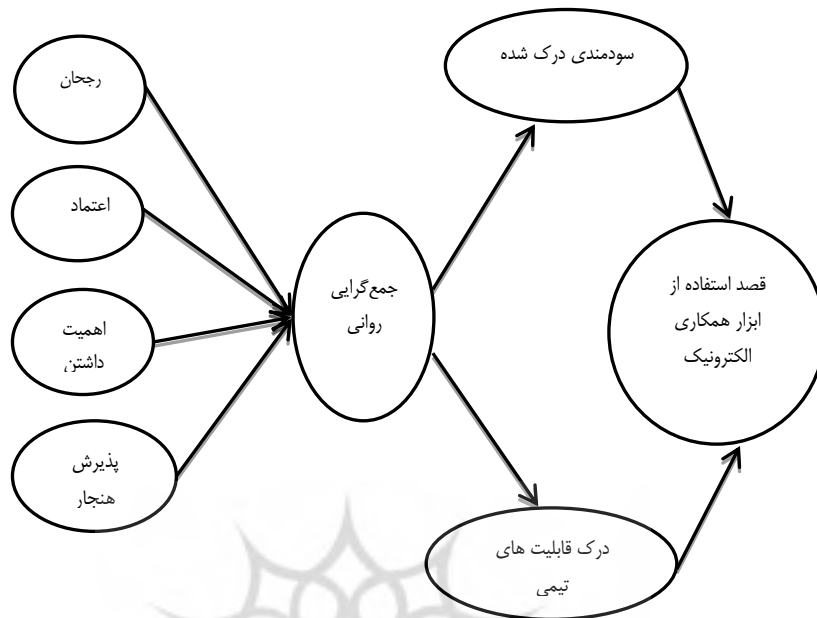 رجحان
اعتماد
اهمیت
داشتن
پذیرش
هنجار
جمع‌گرایی
روانی
سودمندی درک شده
درک قابلیت های
تیمی
قصد استفاده از
ابزار همکاری
الکترونیک